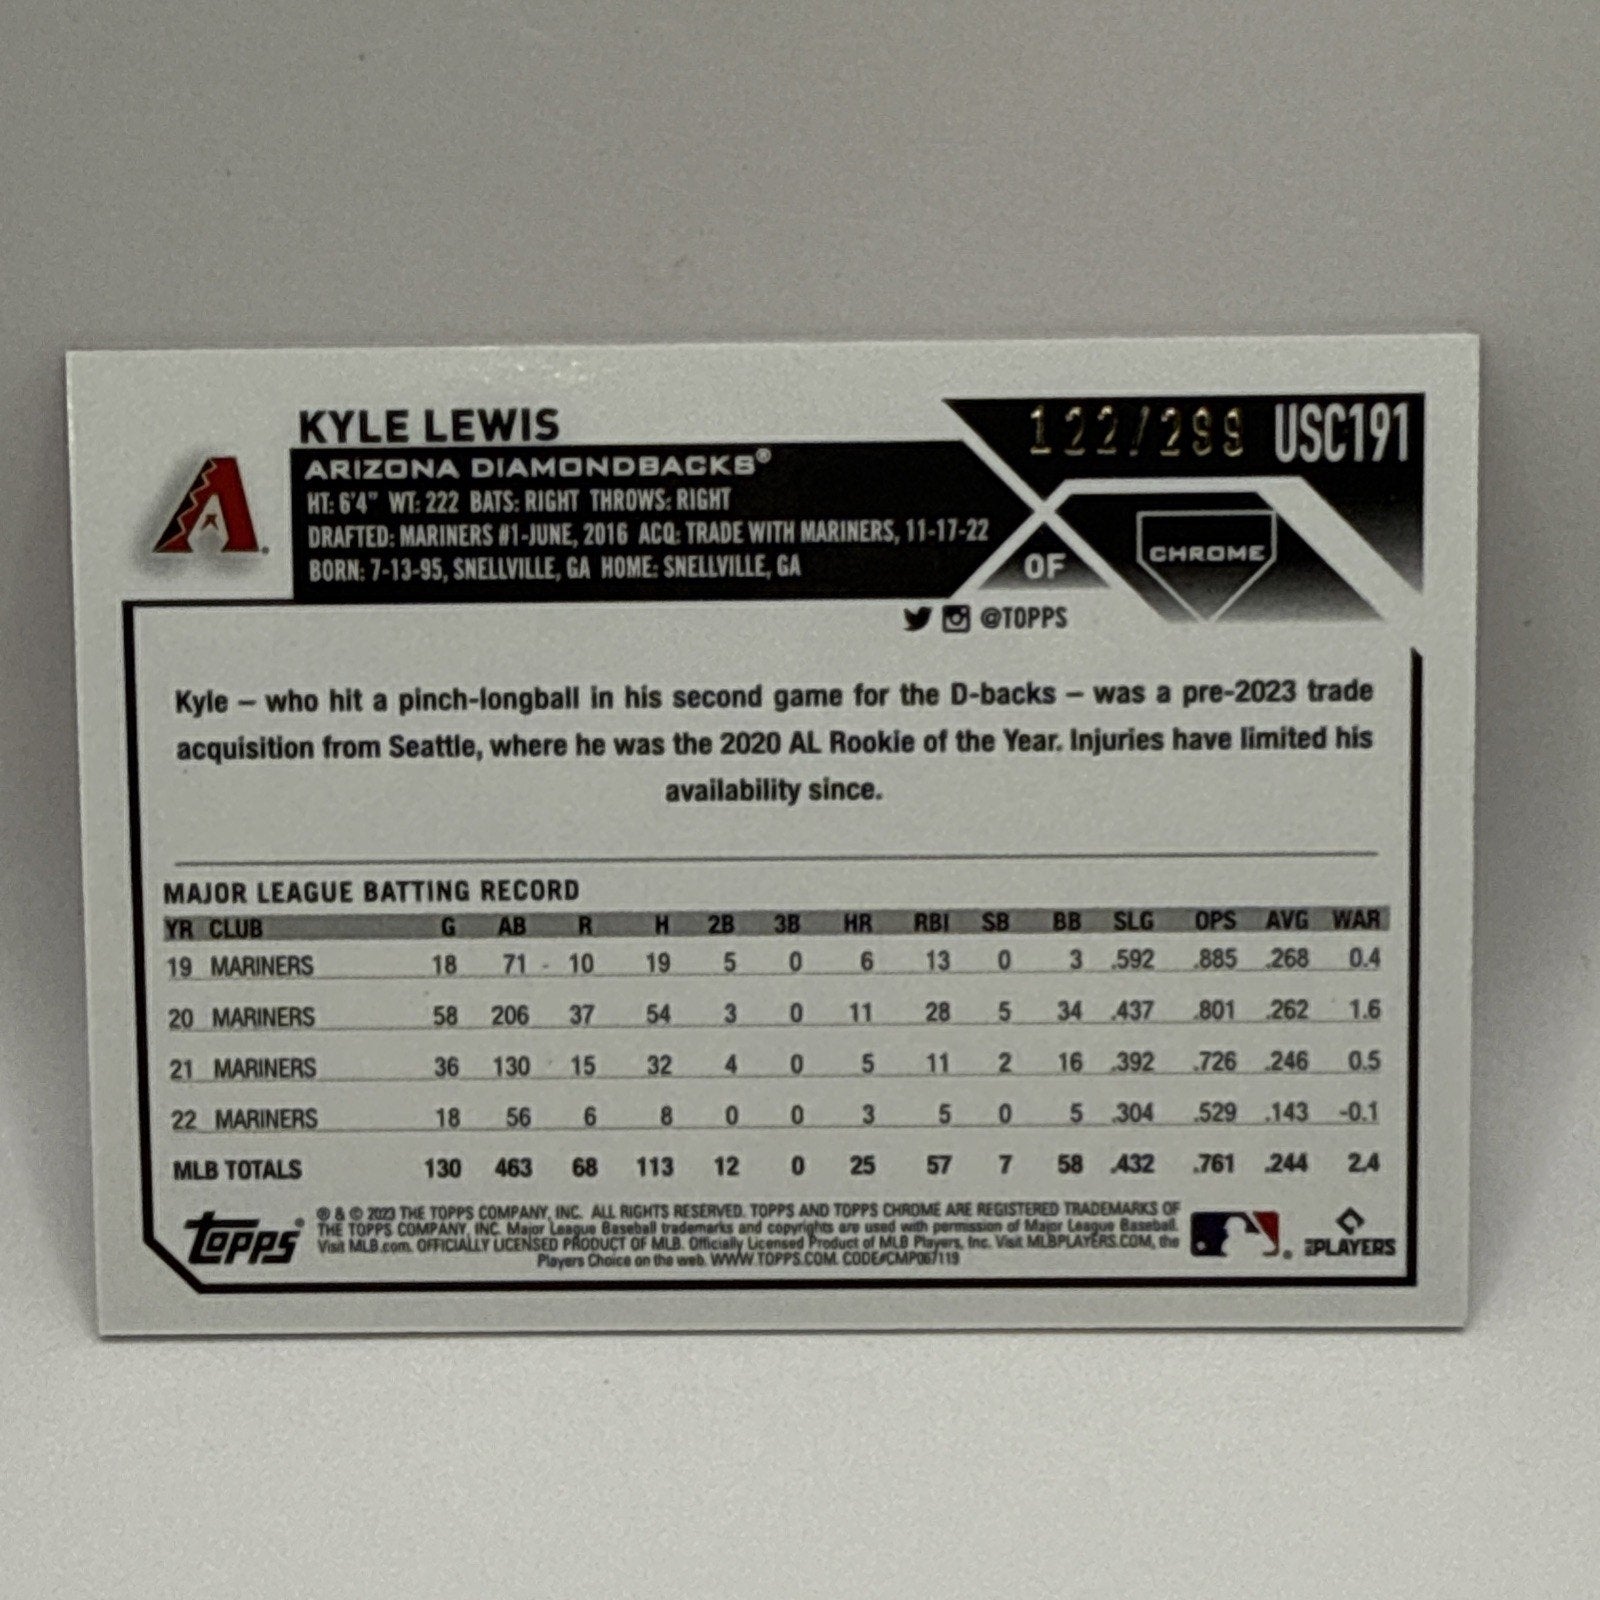 KYLE LEWIS
122/299 USC191
ARIZONA DIAMONDBACKS®
HT: 6'4" WT: 222 BATS: RIGHT THROWS: RIGHT
DRAFTED: MARINERS #1-JUNE, 2016 ACQ: TRADE WITH MARINERS, 11-17-22
BORN: 7-13-95, SNELLVILLE, GA HOME: SNELLVILLE, GA
OF
CHROME
@TOPPS
Kyle – who hit a pinch-longball in his second game for the D-backs – was a pre-2023 trade
acquisition from Seattle, where he was the 2020 AL Rookie of the Year. Injuries have limited his
availability since.
MAJOR LEAGUE BATTING RECORD
YR CLUB G AB R H 2B 3B HR RBI SB BB SLG OPS AVG WAR
19 MARINERS 18 71 10 19 5 0 6 13 0 3 .592 .885 .268 0.4
20 MARINERS 58 206 37 54 3 0 11 28 5 34 .437 .801 .262 1.6
21 MARINERS 36 130 15 32 4 0 5 11 2 16 .392 .726 .246 0.5
22 MARINERS 18 56 6 8 0 0 3 5 0 5 .304 .529 .143 -0.1
MLB TOTALS 130 463 68 113 12 0 25 57 7 58 .432 .761 .244 2.4
Topps®
® & © 2023 THE TOPPS COMPANY, INC. ALL RIGHTS RESERVED. TOPPS AND TOPPS CHROME ARE REGISTERED TRADEMARKS OF
THE TOPPS COMPANY, INC. Major League Baseball trademarks and copyrights are used with permission of Major League Baseball.
Visit MLB.com. OFFICIALLY LICENSED PRODUCT OF MLB. Officially Licensed Product of MLB Players, Inc. Visit MLBPLAYERS.COM, the
Players Choice on the web. WWW.TOPPS.COM. CODE#CMP067119
PLAYERS